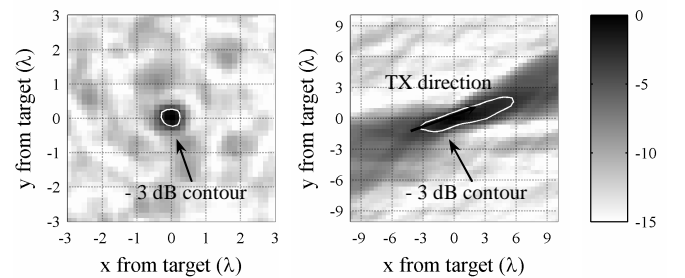 3
2
1
0
-1
-2
-3
-3 -2 -1 0 1 2 3
y from target (λ)
x from target (λ)
- 3 dB contour
9
6
3
0
-3
-6
-9
-9 -6 -3 0 3 6 9
y from target (λ)
x from target (λ)
TX direction
- 3 dB contour
0
-5
-10
-15